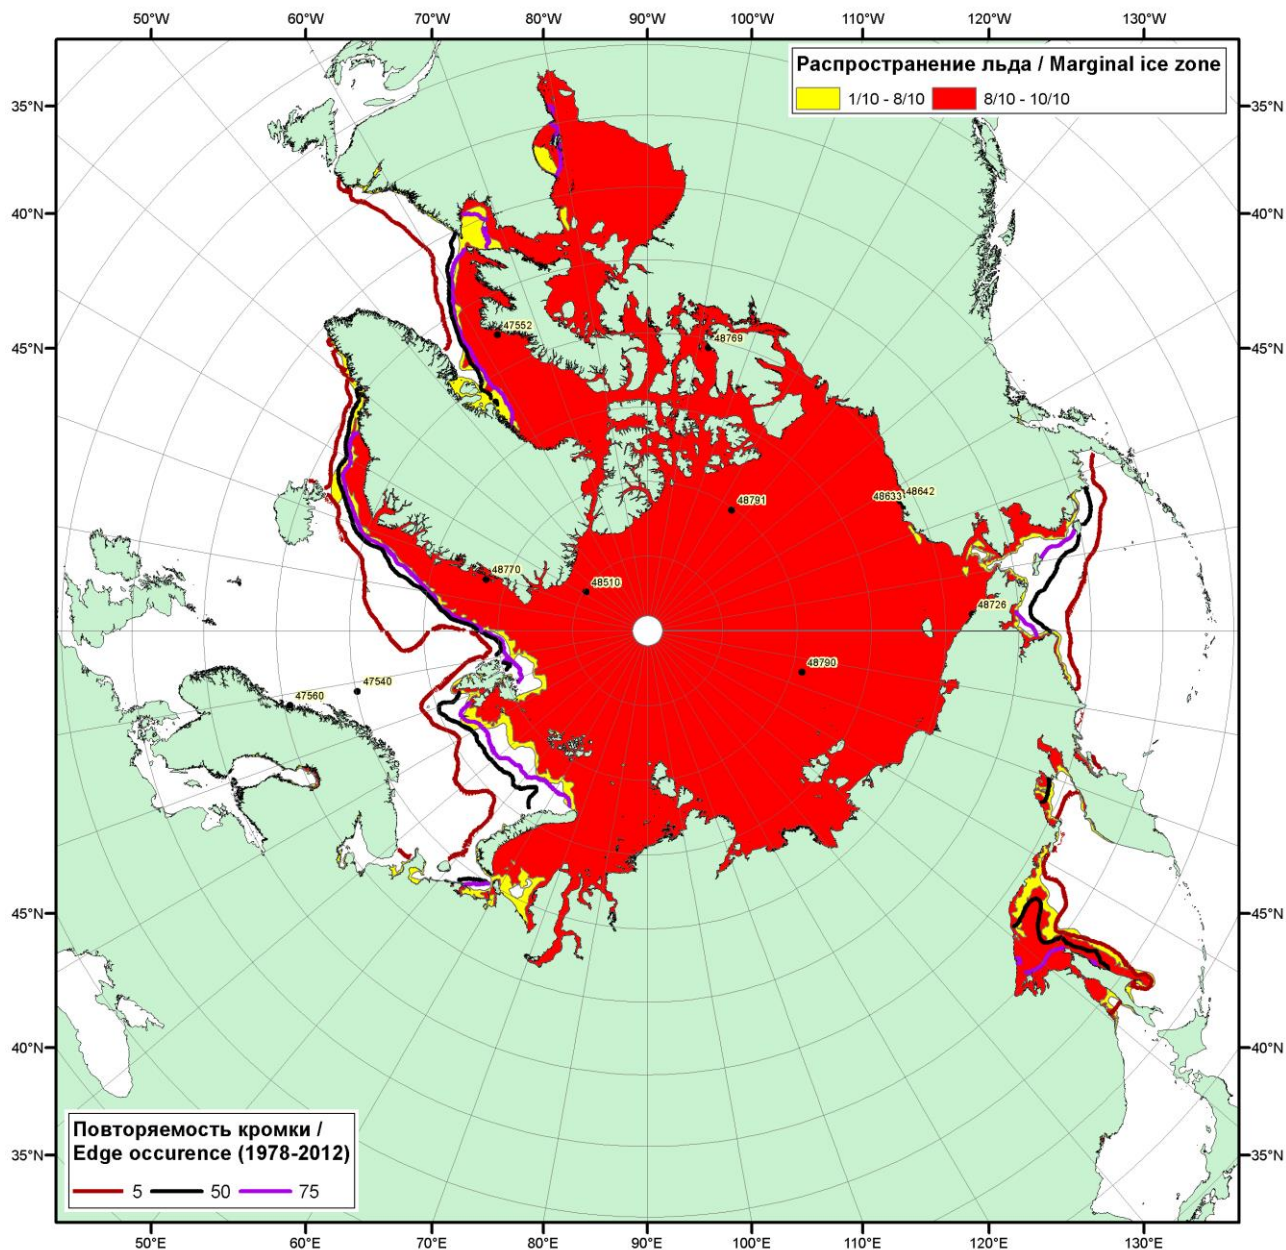 50°W 60°W 70°W 80°W 90°W 100°W 110°W 120°W 130°W
Распространение льда / Marginal ice zone
1/10 - 8/10 8/10 - 10/10
35°N 35°N
40°N 40°N
45°N 45°N
47552
48769
48791
48633 48642
48770
48510
48726
48790
47540
47560
45°N 45°N
40°N 40°N
35°N 35°N
Повторяемость кромки /
Edge occurence (1978-2012)
5 50 75
50°E 60°E 70°E 80°E 90°E 100°E 110°E 120°E 130°E